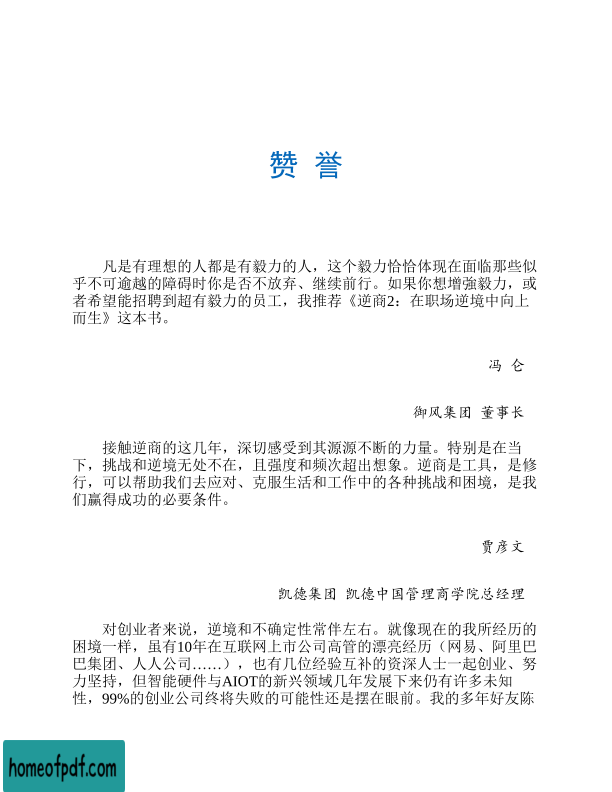 赞 誉
凡是有理想的人都是有毅力的人，这个毅力恰恰体现在面临那些似
乎不可逾越的障碍时你是否不放弃、继续前行。如果你想增強毅力，或
者希望能招聘到超有毅力的员工，我推荐《逆商2：在职场逆境中向上
而生》这本书。
冯 仑
御风集团 董事长
接触逆商的这几年，深切感受到其源源不断的力量。特别是在当
下，挑战和逆境无处不在，且强度和频次超出想象。逆商是工具，是修
行，可以帮助我们去应对、克服生活和工作中的各种挑战和困境，是我
们赢得成功的必要条件。
贾彦文
凯德集团 凯德中国管理商学院总经理
对创业者来说，逆境和不确定性常伴左右。就像现在的我所经历的
困境一样，虽有10年在互联网上市公司高管的漂亮经历（网易、阿里巴
巴集团、人人公司……），也有几位经验互补的资深人士一起创业、努
力坚持，但智能硬件与AIOT的新兴领域几年发展下来仍有许多未知
性，99%的创业公司终将失败的可能性还是摆在眼前。我的多年好友陈
homeofpdf.com